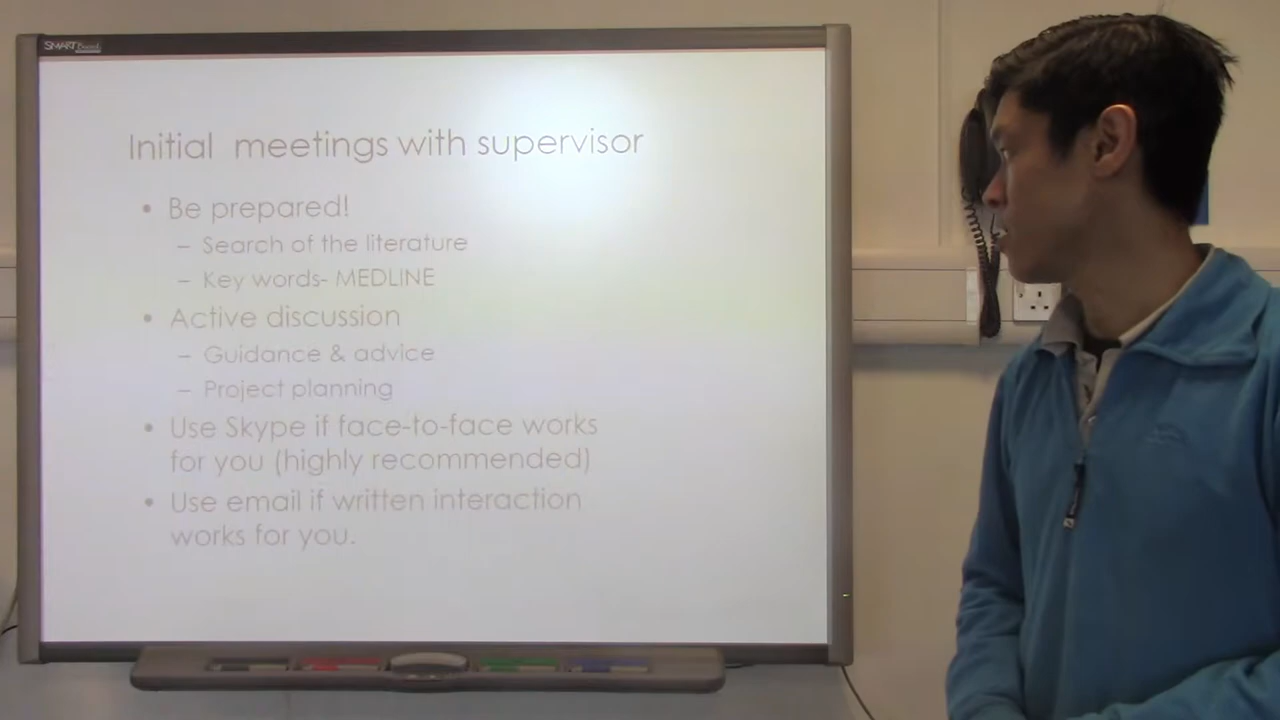 SMART Board
Initial meetings with supervisor
• Be prepared!
– Search of the literature
– Key words- MEDLINE
• Active discussion
– Guidance & advice
– Project planning
• Use Skype if face-to-face works
for you (highly recommended)
• Use email if written interaction
works for you.